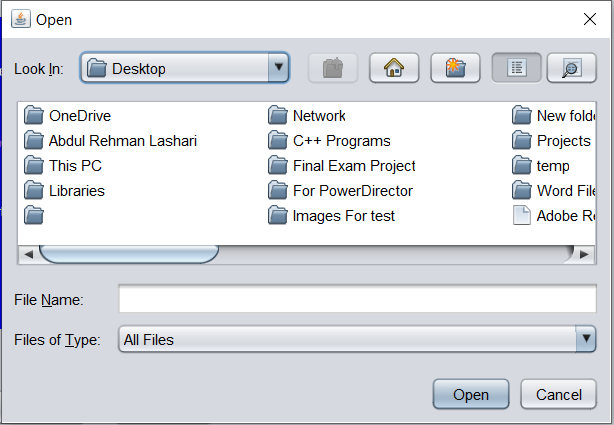 Open
Look In:
Desktop
OneDrive
Abdul Rehman Lashari
This PC
Libraries
Network
C++ Programs
Final Exam Project
For PowerDirector
Images For test
New folde
Projects
temp
Word File
Adobe Re
File Name:
Files of Type:
All Files
Open
Cancel